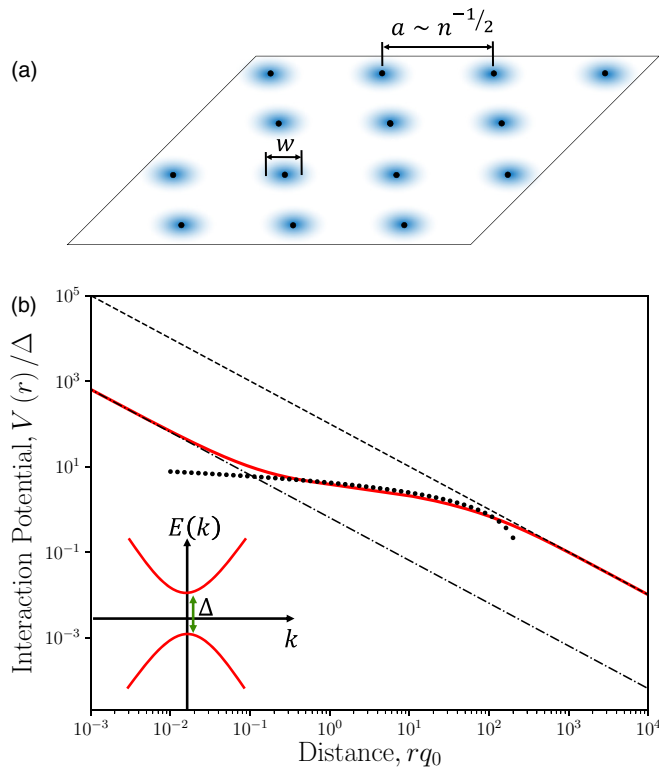 (a)
a ∼ n^{-1/2}
w
(b)
Interaction Potential, V (r) /Δ
10^5
10^3
10^1
10^{-1}
10^{-3}
E(k)
Δ
k
10^{-3} 10^{-2} 10^{-1} 10^0 10^1 10^2 10^3 10^4
Distance, rq_0